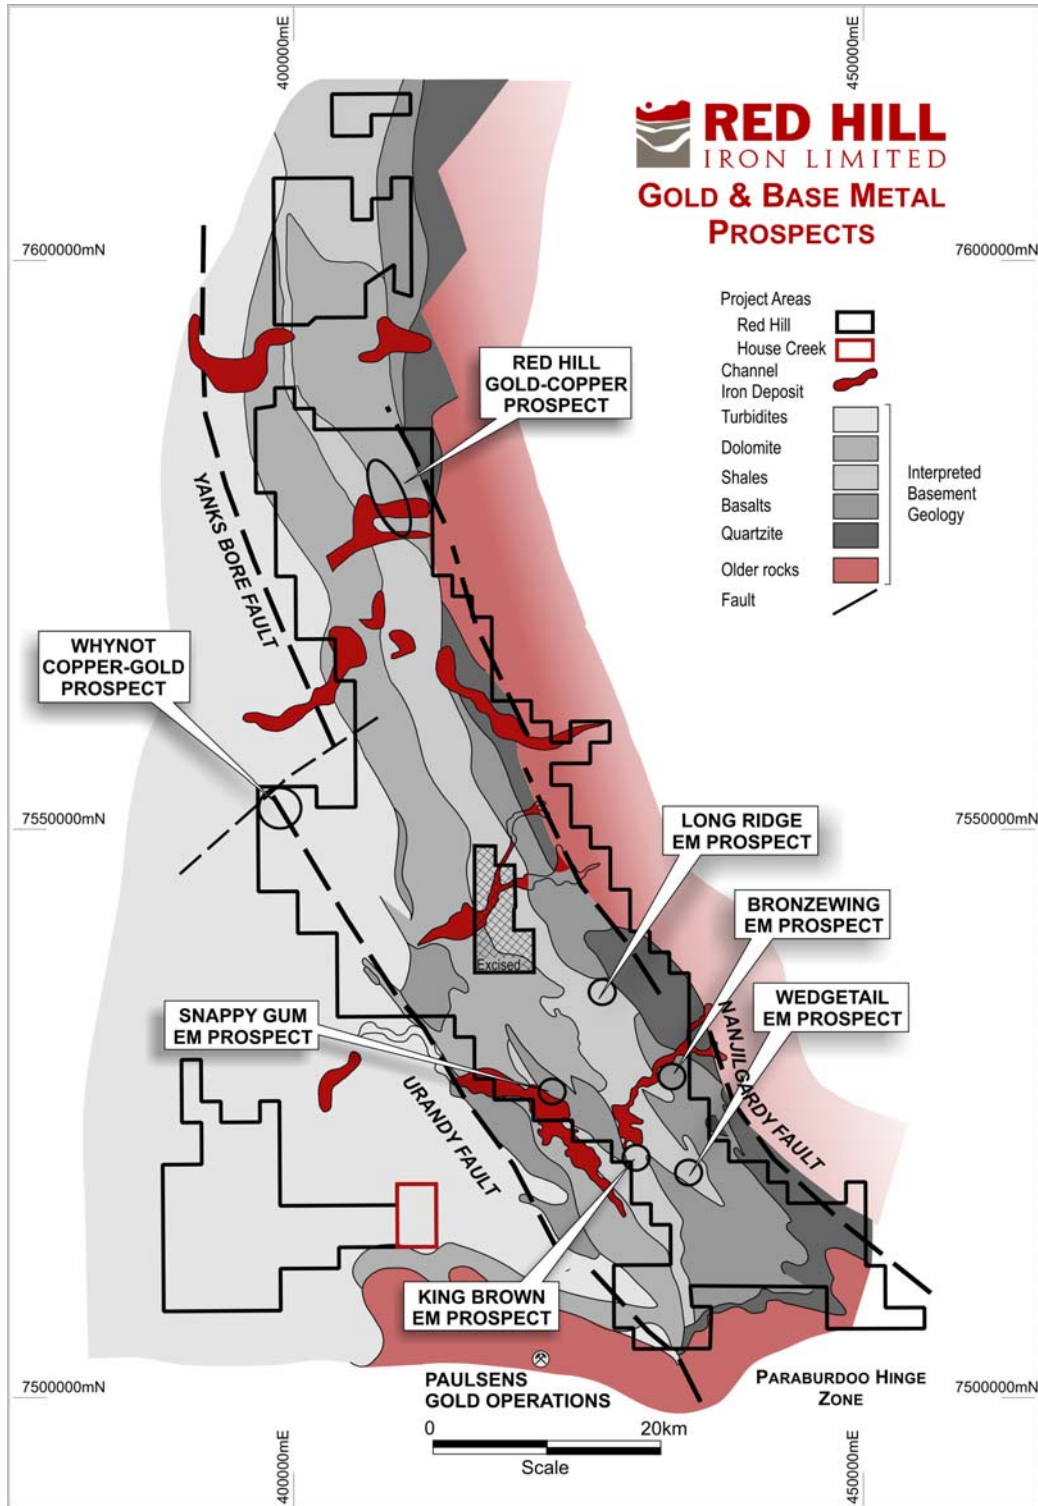 400000mE
450000mE
RED HILL
IRON LIMITED
GOLD & BASE METAL
PROSPECTS
7600000mN
7600000mN
Project Areas
Red Hill
House Creek
Channel
Iron Deposit
Turbidites
Dolomite
Shales
Basalts
Quartzite
Older rocks
Fault
Interpreted
Basement
Geology
RED HILL
GOLD-COPPER
PROSPECT
YANKS BORE FAULT
WHYNOT
COPPER-GOLD
PROSPECT
7550000mN
7550000mN
LONG RIDGE
EM PROSPECT
BRONZEWING
EM PROSPECT
Excised
WEDGETAIL
EM PROSPECT
SNAPPY GUM
EM PROSPECT
NANJILGARDY FAULT
URANDY FAULT
KING BROWN
EM PROSPECT
PAULSENS
GOLD OPERATIONS
PARABURDOO HINGE
ZONE
7500000mN
7500000mN
0 20km
Scale
400000mE
450000mE